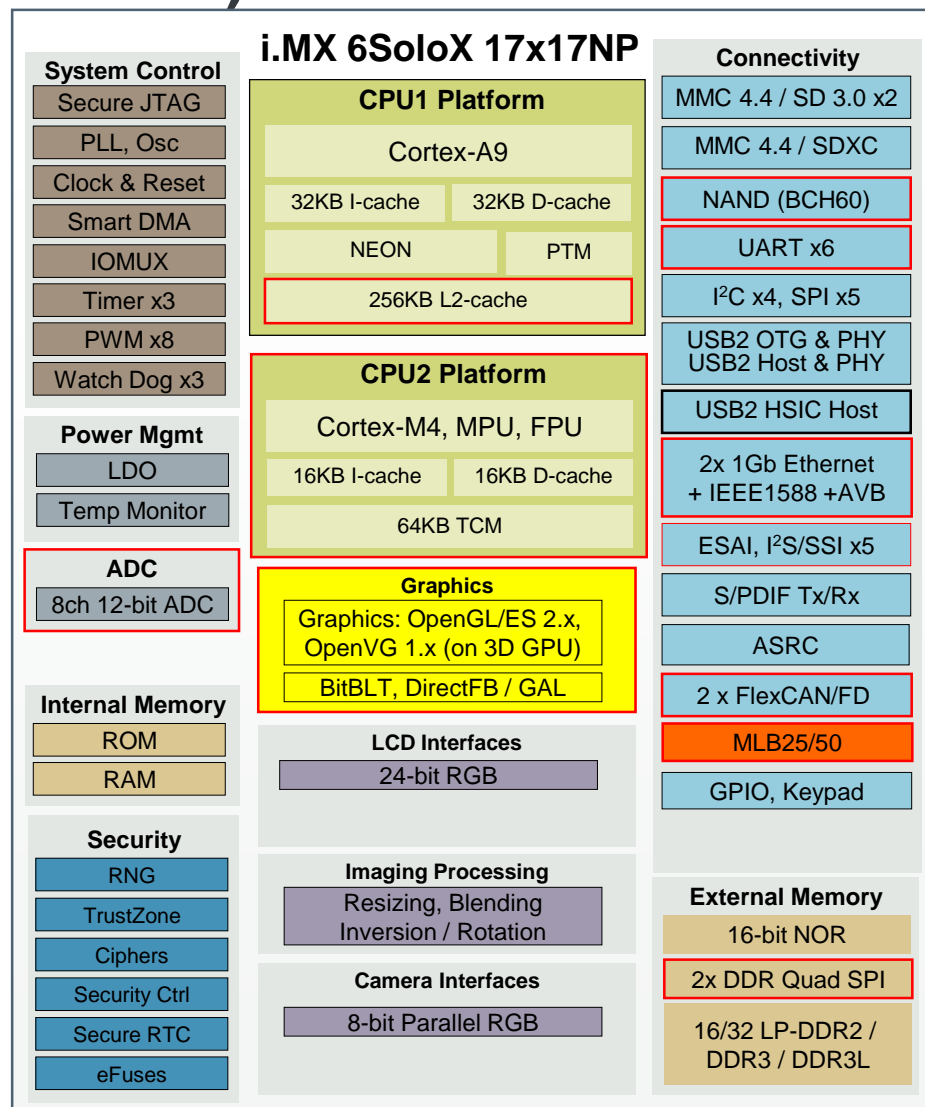 i.MX 6SoloX 17x17NP
System Control
Secure JTAG
PLL, Osc
Clock & Reset
Smart DMA
IOMUX
Timer x3
PWM x8
Watch Dog x3
Power Mgmt
LDO
Temp Monitor
ADC
8ch 12-bit ADC
Internal Memory
ROM
RAM
Security
RNG
TrustZone
Ciphers
Security Ctrl
Secure RTC
eFuses
CPU1 Platform
Cortex-A9
32KB I-cache
32KB D-cache
NEON
PTM
256KB L2-cache
CPU2 Platform
Cortex-M4, MPU, FPU
16KB I-cache
16KB D-cache
64KB TCM
Graphics
Graphics: OpenGL/ES 2.x,
OpenVG 1.x (on 3D GPU)
BitBLT, DirectFB / GAL
LCD Interfaces
24-bit RGB
Imaging Processing
Resizing, Blending
Inversion / Rotation
Camera Interfaces
8-bit Parallel RGB
Connectivity
MMC 4.4 / SD 3.0 x2
MMC 4.4 / SDXC
NAND (BCH60)
UART x6
I²C x4, SPI x5
USB2 OTG & PHY
USB2 Host & PHY
USB2 HSIC Host
2x 1Gb Ethernet
+ IEEE1588 +AVB
ESAI, I²S/SSI x5
S/PDIF Tx/Rx
ASRC
2 x FlexCAN/FD
MLB25/50
GPIO, Keypad
External Memory
16-bit NOR
2x DDR Quad SPI
16/32 LP-DDR2 /
DDR3 / DDR3L